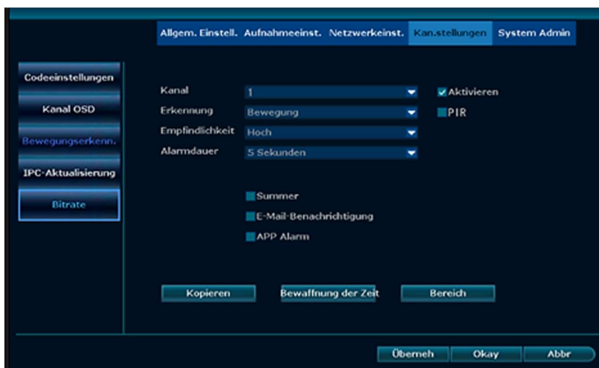 Allgem. Einstell. Aufnahmeeinst. Netzwerkeinst. Kan.stellungen System Admin
Codeeinstellungen
Kanal OSD
Bewegungserkenn.
IPC-Aktualisierung
Bitrate
Kanal 1 Aktivieren
Erkennung Bewegung PIR
Empfindlichkeit Hoch
Alarmdauer 5 Sekunden
Summer
E-Mail-Benachrichtigung
APP Alarm
Kopieren Bewaffnung der Zeit Bereich
Überneh Okay Abbr